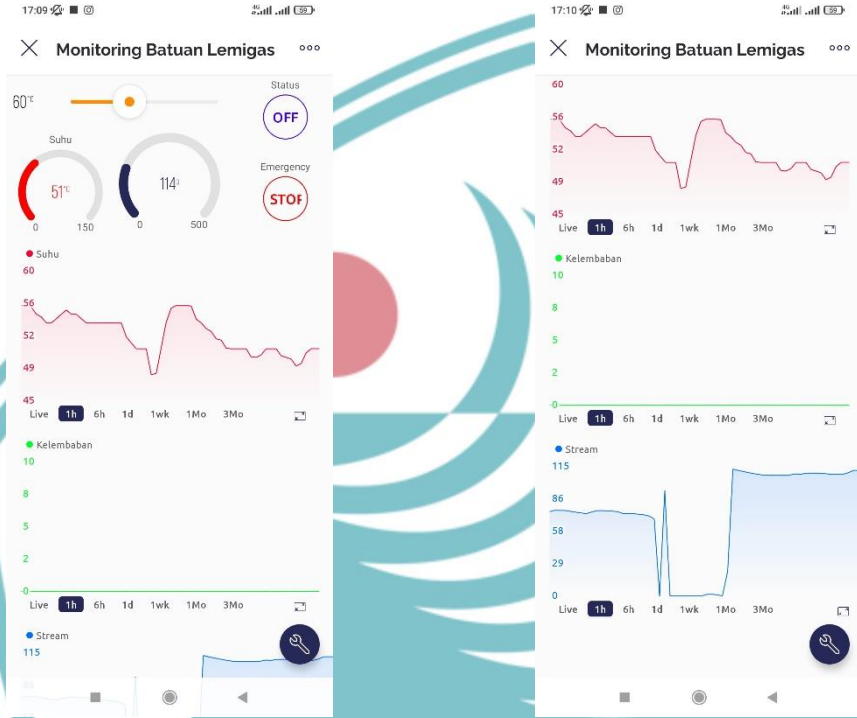 17:09
4G
59
Monitoring Batuan Lemigas
60°C
Status
OFF
Suhu
51°C
0
150
114
0
500
Emergency
STOP
Suhu
60
56
52
49
45
Live 1h 6h 1d 1wk 1Mo 3Mo
Kelembaban
10
8
5
2
0
Live 1h 6h 1d 1wk 1Mo 3Mo
Stream
115
86
17:10
4G
59
Monitoring Batuan Lemigas
60
56
52
49
45
Live 1h 6h 1d 1wk 1Mo 3Mo
Kelembaban
10
8
5
2
0
Live 1h 6h 1d 1wk 1Mo 3Mo
Stream
115
86
58
29
0
Live 1h 6h 1d 1wk 1Mo 3Mo